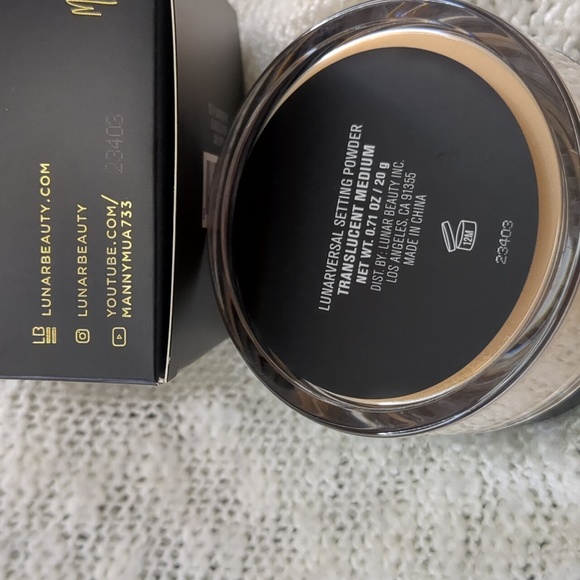 LB LUNARBEAUTY.COM
LUNARBEAUTY
YOUTUBE.COM/
MANNYMUA733
23403
LUNARVERSAL SETTING POWDER
TRANSLUCENT MEDIUM
NET WT. 0.71 OZ / 20 g
DIST. BY: LUNAR BEAUTY INC.
LOS ANGELES, CA 91355
MADE IN CHINA
12M
23403